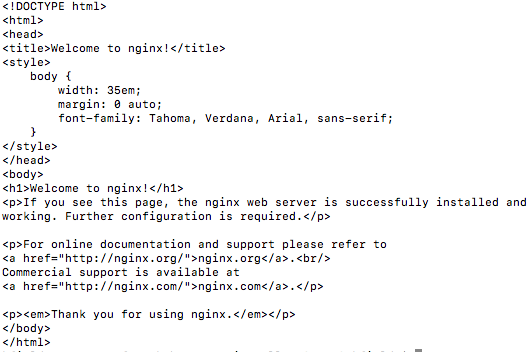 <!DOCTYPE html>
<html>
<head>
<title>Welcome to nginx!</title>
<style>
    body {
        width: 35em;
        margin: 0 auto;
        font-family: Tahoma, Verdana, Arial, sans-serif;
    }
</style>
</head>
<body>
<h1>Welcome to nginx!</h1>
<p>If you see this page, the nginx web server is successfully installed and
working. Further configuration is required.</p>

<p>For online documentation and support please refer to
<a href="http://nginx.org/">nginx.org</a>.<br/>
Commercial support is available at
<a href="http://nginx.com/">nginx.com</a>.</p>

<p><em>Thank you for using nginx.</em></p>
</body>
</html>